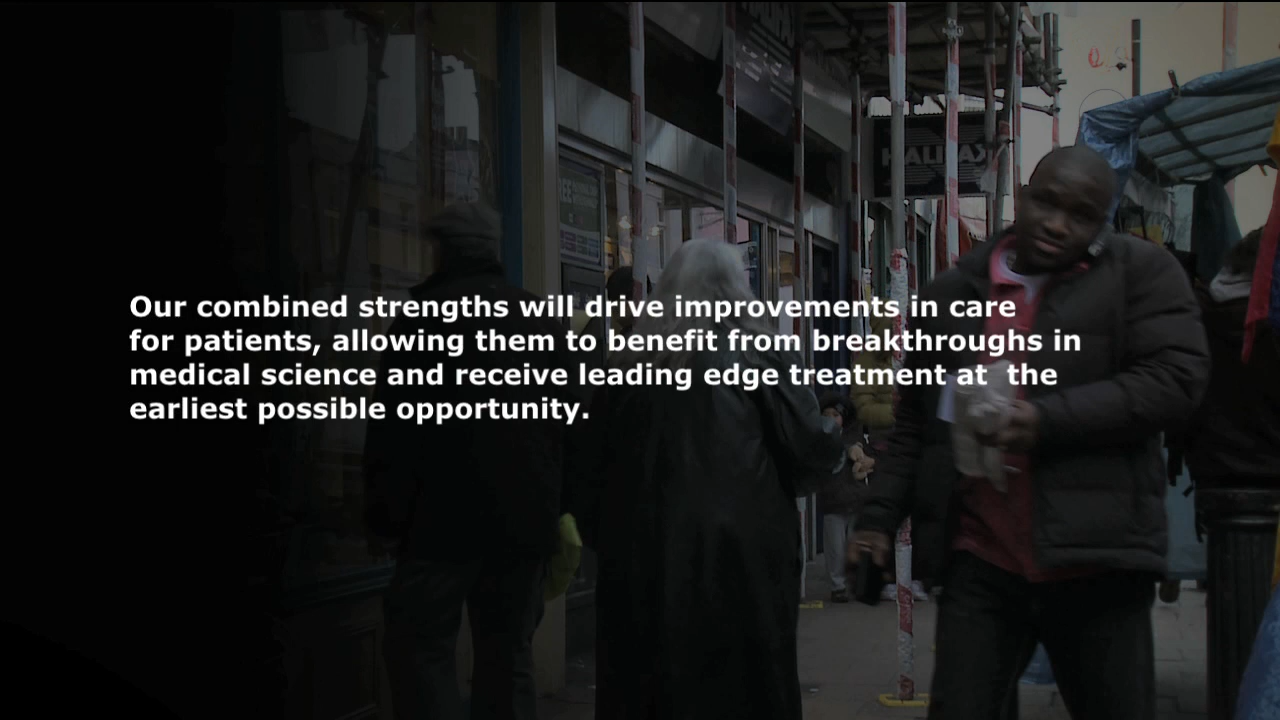 HALIFAX
Our combined strengths will drive improvements in care
for patients, allowing them to benefit from breakthroughs in
medical science and receive leading edge treatment at  the
earliest possible opportunity.